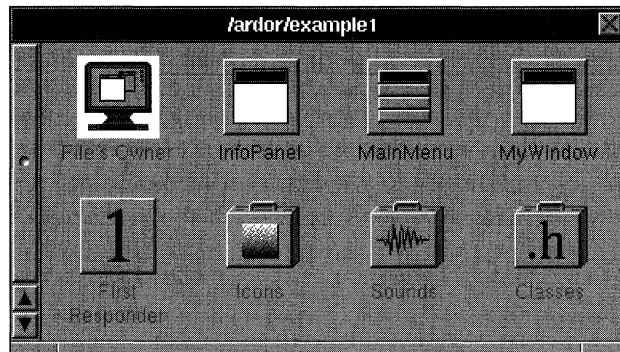 /ardor/example1
File's Owner
InfoPanel
MainMenu
MyWindow
1
.h
First
Responder
Icons
Sounds
Classes